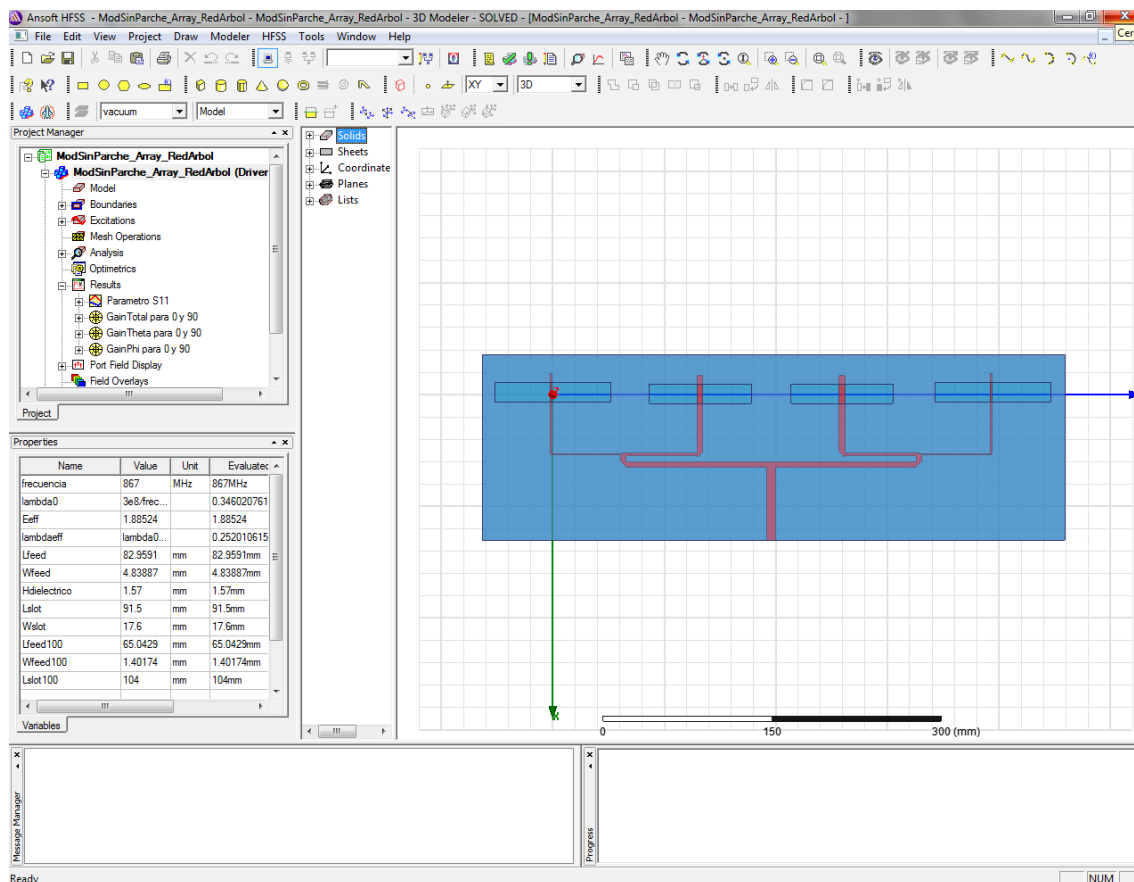 Ansoft HFSS - ModSinParche_Array_RedArbol - ModSinParche_Array_RedArbol - 3D Modeler - SOLVED - [ModSinParche_Array_RedArbol - ModSinParche_Array_RedArbol - ]
File Edit View Project Draw Modeler HFSS Tools Window Help
Cer
XY 3D
vacuum Model
Project Manager
ModSinParche_Array_RedArbol
ModSinParche_Array_RedArbol (Driver
Model
Boundaries
Excitations
Mesh Operations
Analysis
Optimetrics
Results
Parametro S11
GainTotal para 0 y 90
GainTheta para 0 y 90
GainPhi para 0 y 90
Port Field Display
Field Overlays
Project
Solids
Sheets
Coordinate
Planes
Lists
Properties
Name Value Unit Evaluated
frecuencia 867 MHz 867MHz
lambda0 3e8/frec... 0.346020761
Eeff 1.88524 1.88524
lambdaeff lambda0... 0.252010615
Lfeed 82.9591 mm 82.9591mm
Wfeed 4.83887 mm 4.83887mm
Hdielectrico 1.57 mm 1.57mm
Lslot 91.5 mm 91.5mm
Wslot 17.6 mm 17.6mm
Lfeed100 65.0429 mm 65.0429mm
Wfeed100 1.40174 mm 1.40174mm
Lslot100 104 mm 104mm
Variables
0 150 300 (mm)
Message Manager
Progress
Ready
NUM